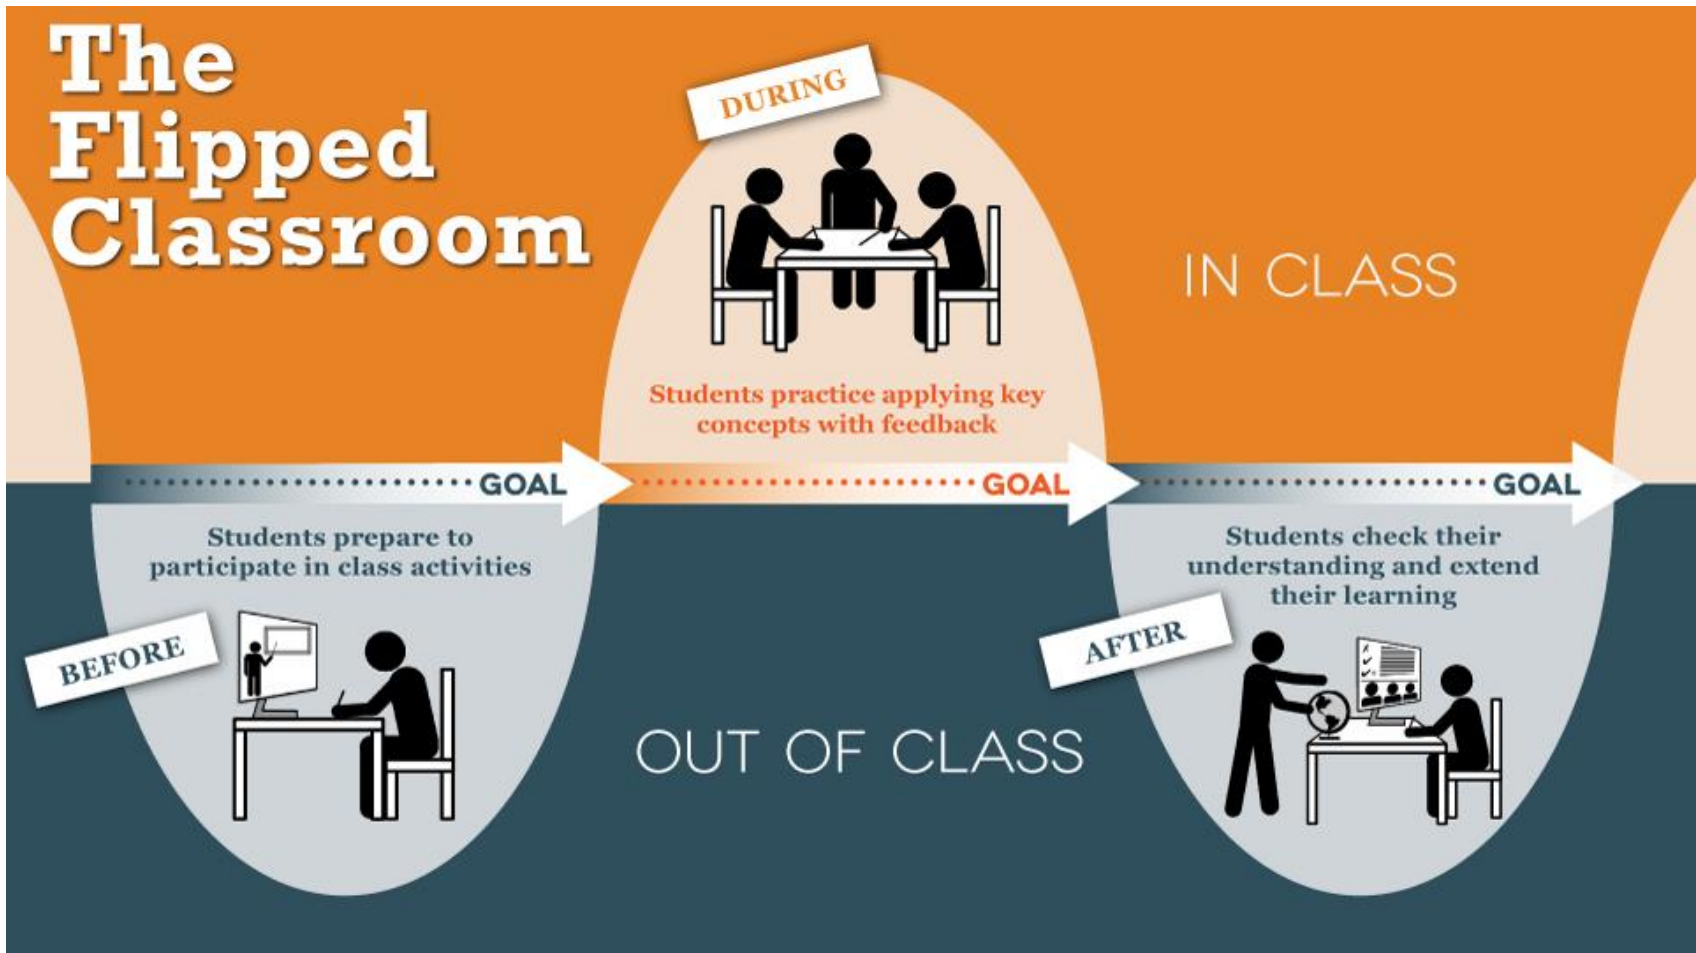 The
Flipped
Classroom
DURING
Students practice applying key
concepts with feedback
IN CLASS
GOAL
GOAL
GOAL
Students prepare to
participate in class activities
BEFORE
OUT OF CLASS
Students check their
understanding and extend
their learning
AFTER